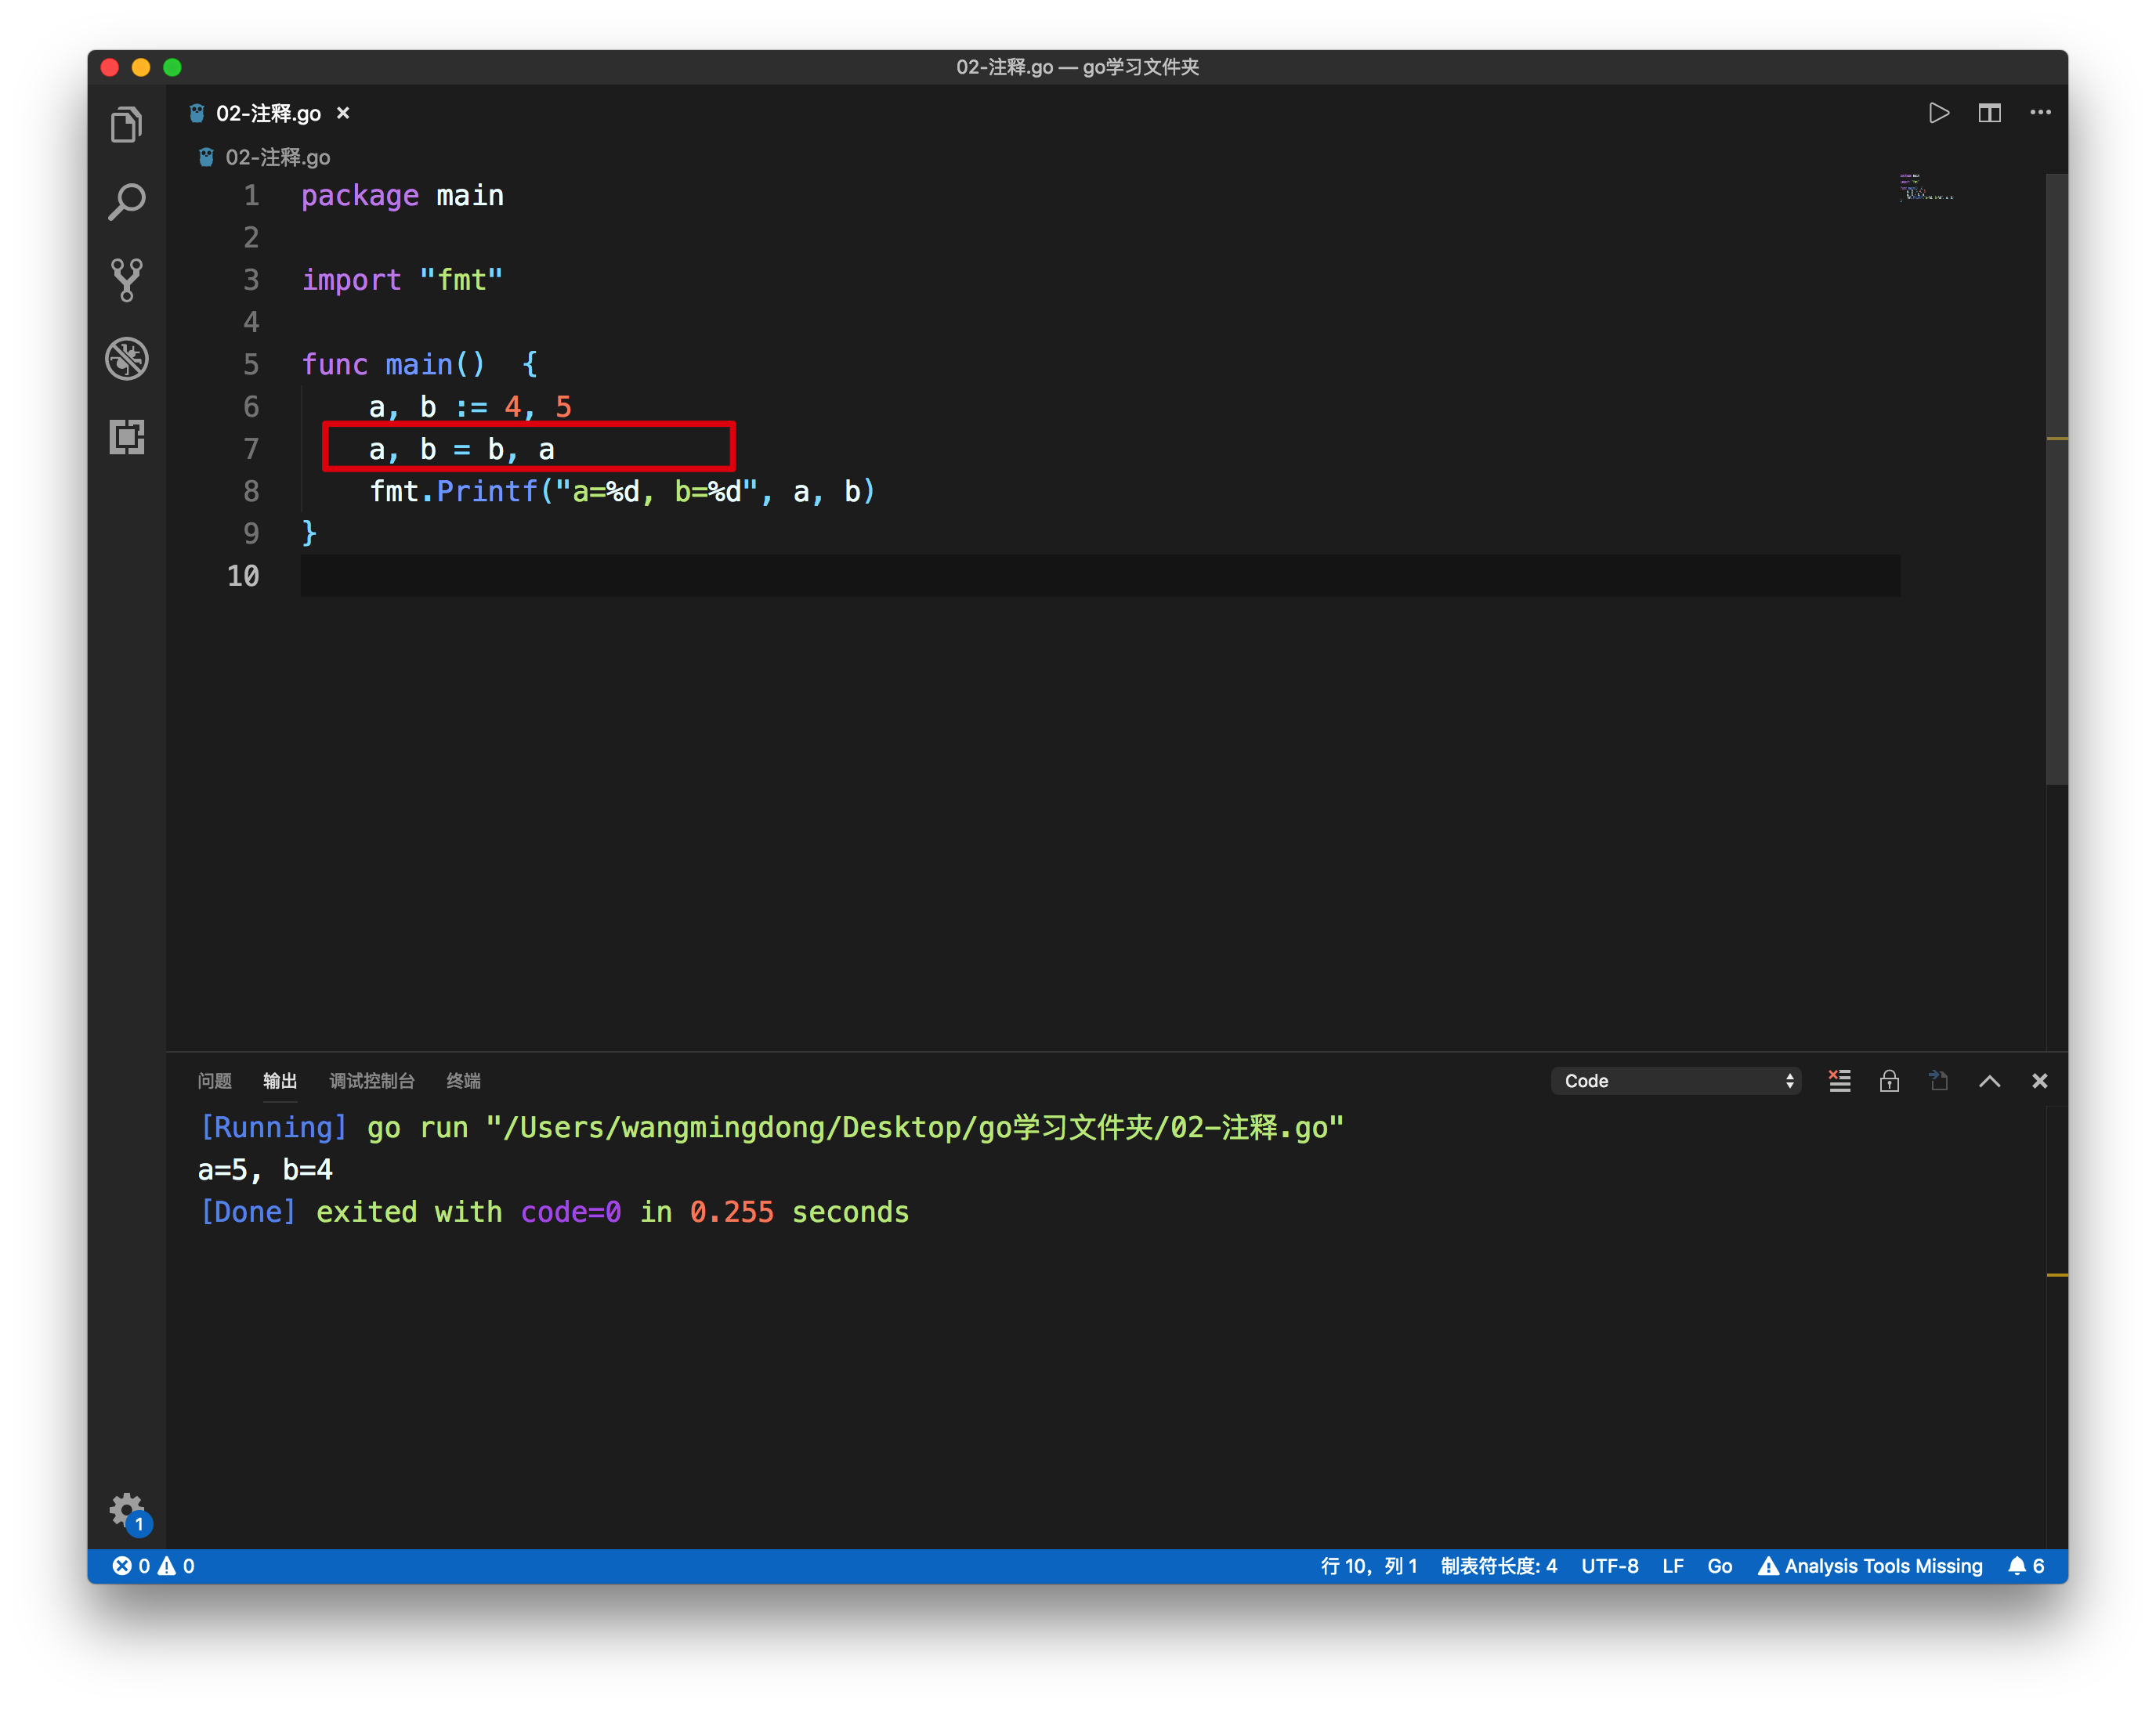 02-注释.go — go学习文件夹
02-注释.go
02-注释.go
1 package main
2
3 import "fmt"
4
5 func main()  {
6 a, b := 4, 5
7 a, b = b, a
8 fmt.Printf("a=%d, b=%d", a, b)
9 }
10
问题 输出 调试控制台 终端 Code
[Running] go run "/Users/wangmingdong/Desktop/go学习文件夹/02-注释.go"
a=5, b=4
[Done] exited with code=0 in 0.255 seconds
1
0 0 行 10，列 1 制表符长度: 4 UTF-8 LF Go Analysis Tools Missing 6